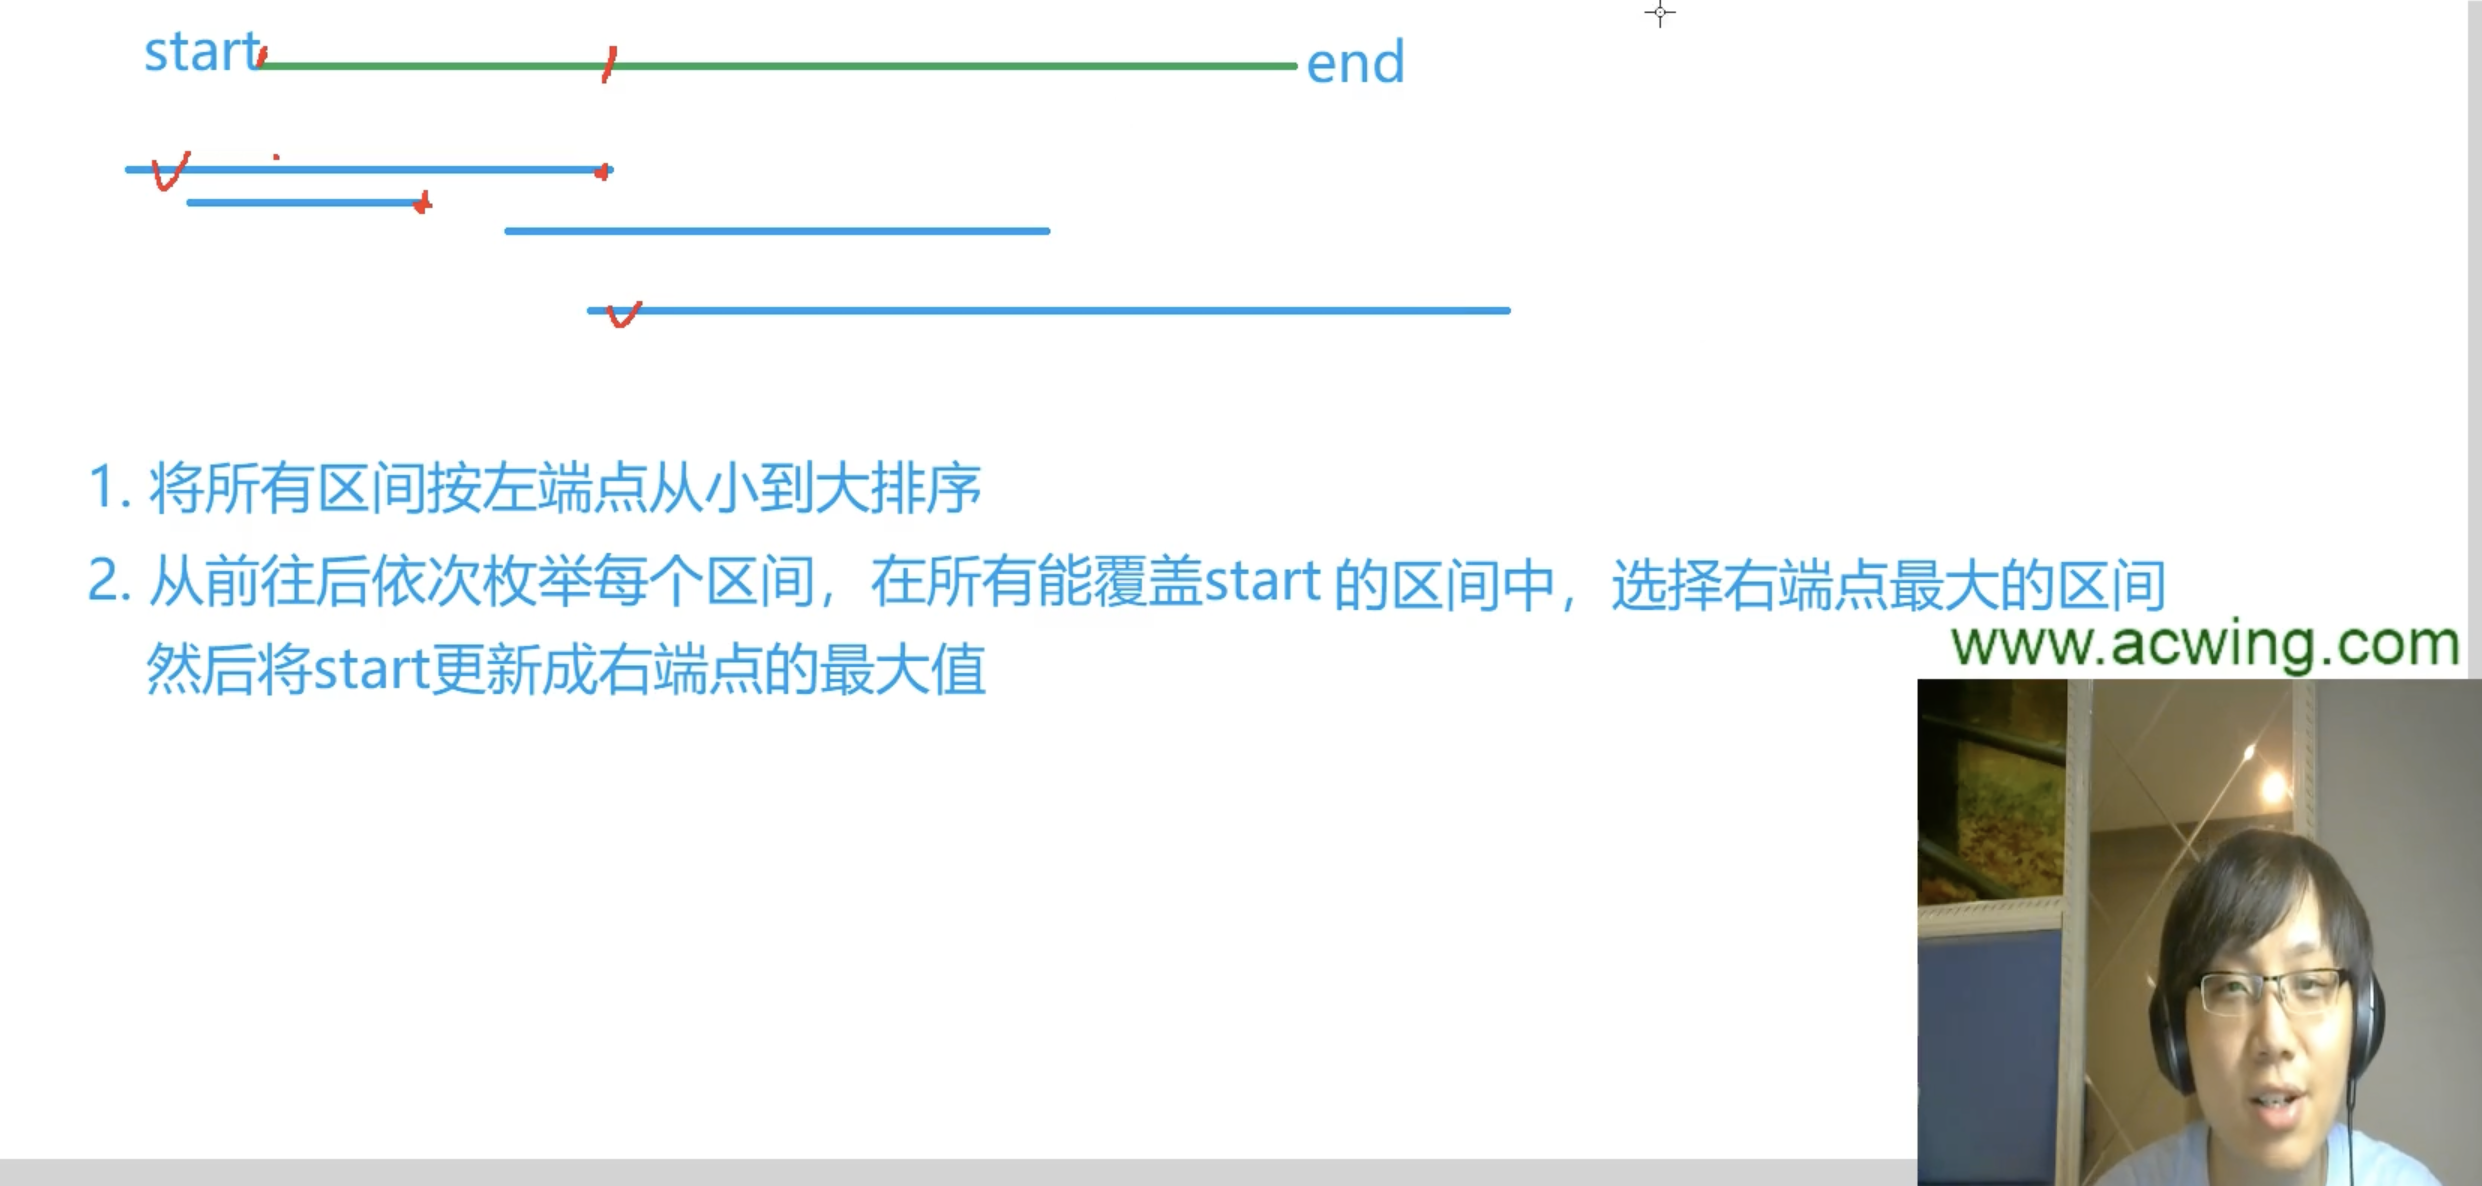 start
end
1. 将所有区间按左端点从小到大排序
2. 从前往后依次枚举每个区间，在所有能覆盖start 的区间中，选择右端点最大的区间
然后将start更新成右端点的最大值
www.acwing.com